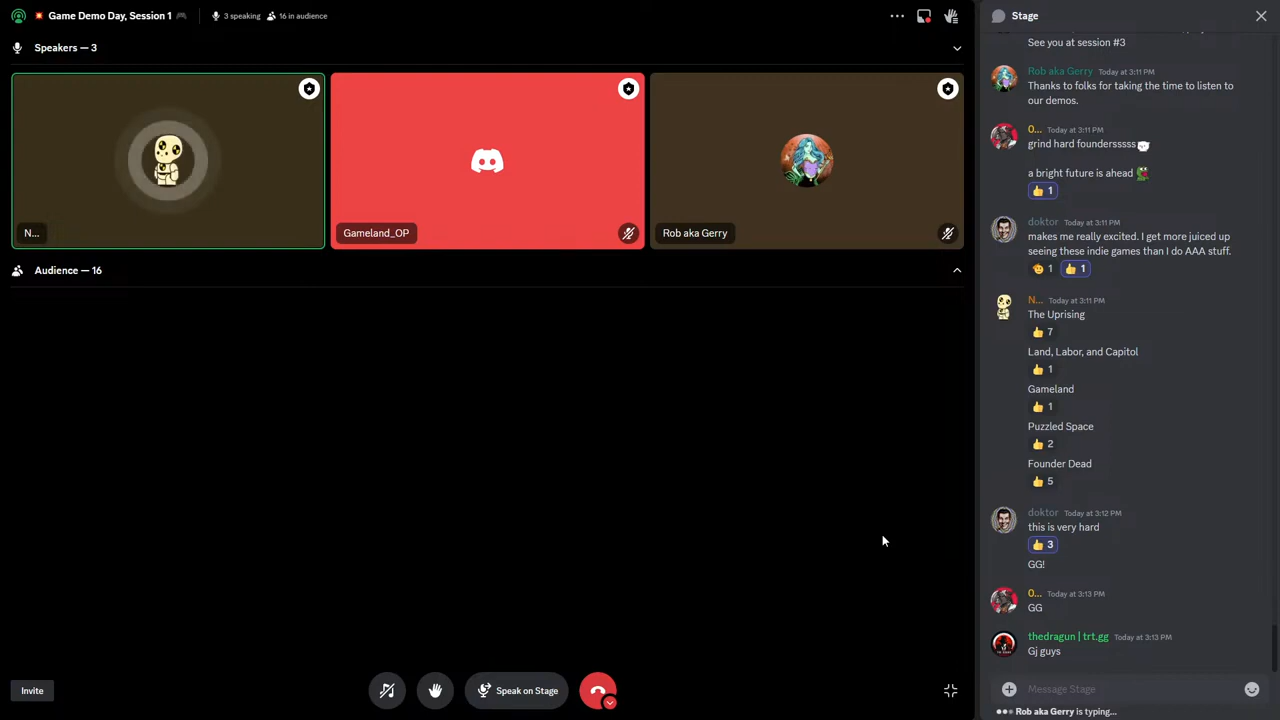 Game Demo Day, Session 1
3 speaking
16 in audience
Speakers — 3
N...
Gameland_OP
Rob aka Gerry
Audience — 16
Invite
Speak on Stage
Stage
See you at session #3
Rob aka Gerry Today at 3:11 PM
Thanks to folks for taking the time to listen to
our demos.
0... Today at 3:11 PM
grind hard foundersssss
a bright future is ahead
1
doktor Today at 3:11 PM
makes me really excited. I get more juiced up
seeing these indie games than I do AAA stuff.
1 1
N... Today at 3:11 PM
The Uprising
7
Land, Labor, and Capitol
1
Gameland
1
Puzzled Space
2
Founder Dead
5
doktor Today at 3:12 PM
this is very hard
3
GG!
0... Today at 3:13 PM
GG
thedragun | trt.gg Today at 3:13 PM
Gj guys
Message Stage
Rob aka Gerry is typing...